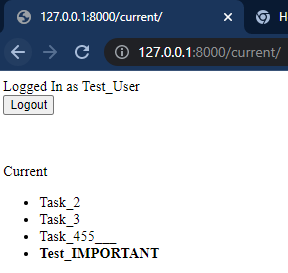 127.0.0.1:8000/current/
H
127.0.0.1:8000/current/
Logged In as Test_User
Logout
Current
Task_2
Task_3
Task_455___
Test_IMPORTANT